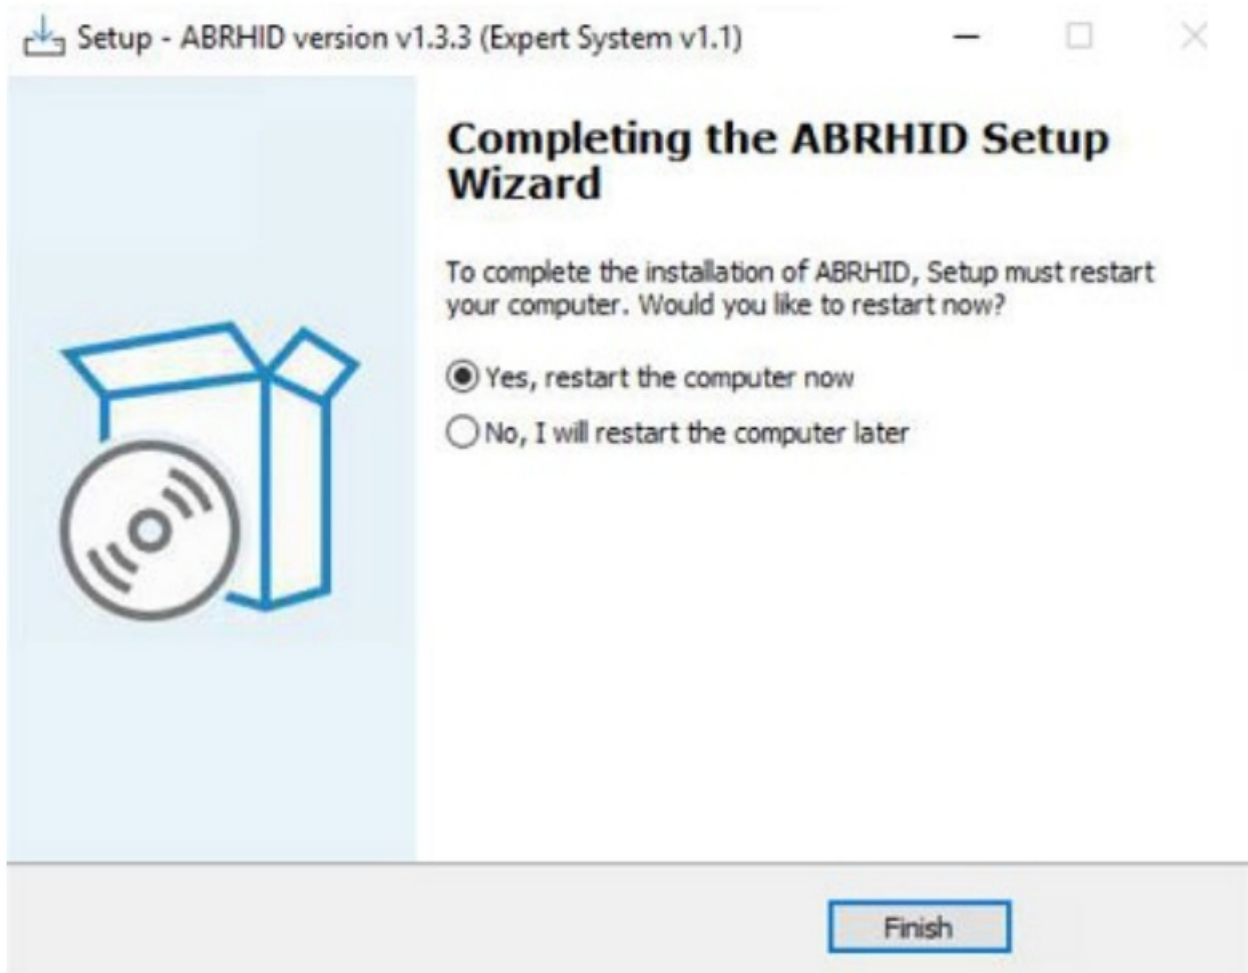 Setup - ABRHID version v1.3.3 (Expert System v1.1)
Completing the ABRHID Setup
Wizard
To complete the installation of ABRHID, Setup must restart
your computer. Would you like to restart now?
Yes, restart the computer now
No, I will restart the computer later
Finish